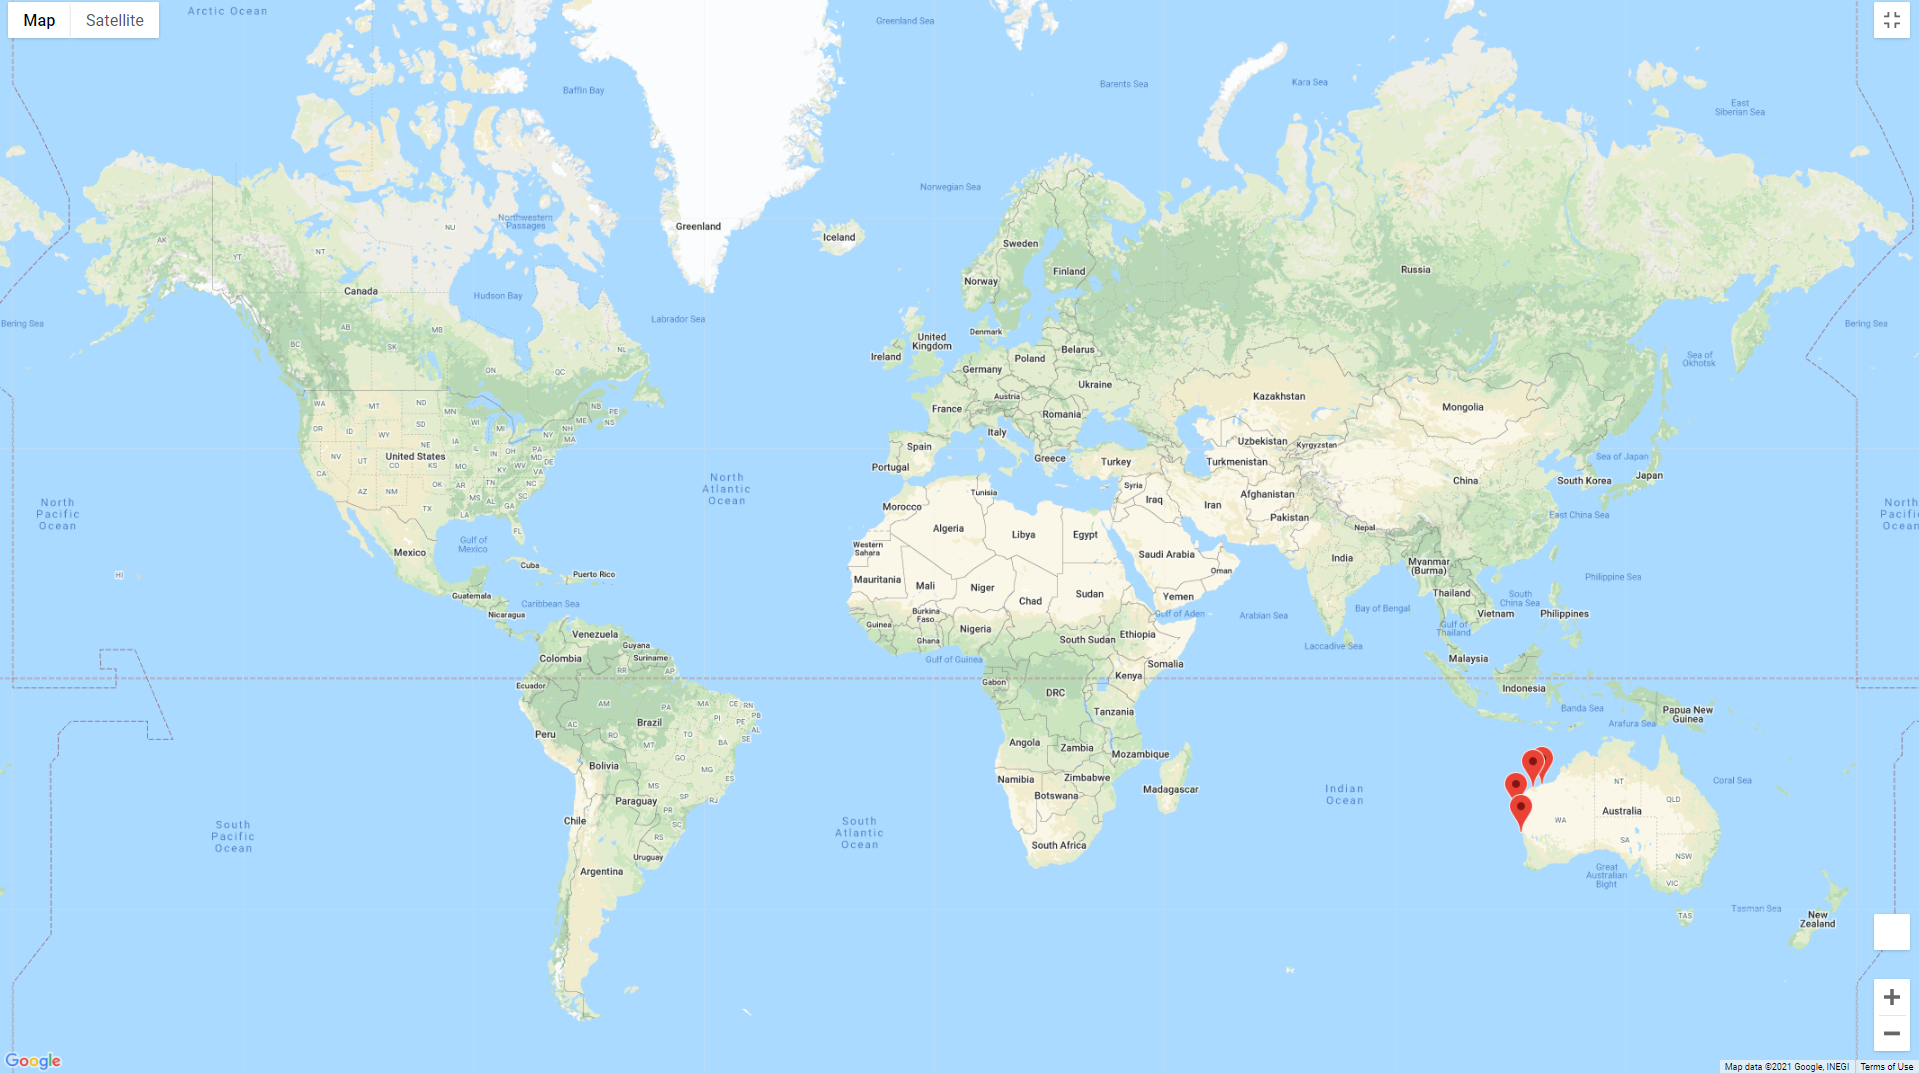 Map
Satellite
Arctic Ocean
Greenland Sea
Baffin Bay
Barents Sea
Kara Sea
East
Siberian Sea
Norwegian Sea
Northwestern
Passages
NU
Greenland
Iceland
AK
YT
NT
Sweden
Finland
Norway
Russia
Canada
Hudson Bay
Labrador Sea
Bering Sea
Bering Sea
AB
MB
BC
SK
NL
ON
QC
Denmark
United
Kingdom
Ireland
Belarus
Poland
Germany
Ukraine
Sea of
Okhotsk
Austria
France
Romania
Kazakhstan
Mongolia
WA
MT
ND
MN
NB
PE
NS
OR
ID
SD
WI
MI
ME
NH
MA
NY
WY
IA
NE
Italy
Spain
Uzbekistan
Kyrgyzstan
NV
UT
United States
CO
KS
MO
IL
IN
OH
PA
MD
DE
KY
WV
VA
Greece
Turkey
Turkmenistan
Portugal
Sea of Japan
CA
AZ
NM
OK
AR
TN
NC
SC
MS
AL
GA
TX
LA
FL
Syria
Iraq
Iran
Afghanistan
China
South Korea
Japan
North
Atlantic
Ocean
Tunisia
Morocco
Algeria
Libya
Egypt
Pakistan
Nepal
East China Sea
North
Pacific
Ocean
North
Pacific
Ocean
Gulf of
Mexico
Mexico
Western
Sahara
Saudi Arabia
India
Myanmar
(Burma)
Oman
Cuba
Puerto Rico
HI
Mauritania
Mali
Niger
Chad
Sudan
Yemen
Thailand
Philippine Sea
Guatemala
Caribbean Sea
Nicaragua
Burkina
Faso
Guinea
Ghana
Nigeria
South Sudan
Ethiopia
Gulf of Aden
Arabian Sea
Bay of Bengal
South
China Sea
Vietnam
Philippines
Gulf of
Thailand
Venezuela
Guyana
Suriname
Colombia
RR
AP
Gulf of Guinea
Somalia
Laccadive Sea
Malaysia
Ecuador
Gabon
DRC
Kenya
Indonesia
AM
PA
MA
CE
RN
PB
AL
SE
PI
PE
Brazil
AC
RO
TO
BA
Peru
MT
Tanzania
Banda Sea
Arafura Sea
Papua New
Guinea
Angola
Zambia
Mozambique
Bolivia
GO
MG
ES
Namibia
Zimbabwe
Botswana
Madagascar
Indian
Ocean
NT
Coral Sea
MS
SP
RJ
Paraguay
PR
SC
RS
Chile
QLD
Australia
WA
SA
South
Pacific
Ocean
South
Atlantic
Ocean
South Africa
Uruguay
Argentina
NSW
Great
Australian
Bight
VIC
TAS
Tasman Sea
New
Zealand
Google
Map data ©2021 Google, INEGI
Terms of Use